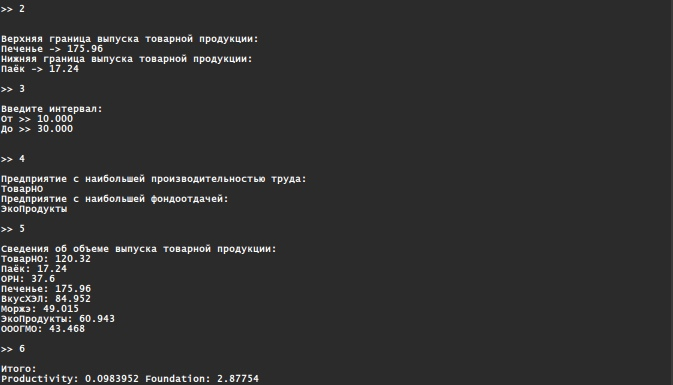 >> 2
Верхняя граница выпуска товарной продукции:
Печенье -> 175.96
Нижняя граница выпуска товарной продукции:
Паёк -> 17.24
>> 3
Введите интервал:
От >> 10.000
До >> 30.000
>> 4
Предприятие с наибольшей производительностью труда:
ТоварНО
Предприятие с наибольшей фондоотдачей:
ЭкоПродукты
>> 5
Сведения об объеме выпуска товарной продукции:
ТоварНО: 120.32
Паёк: 17.24
ОРН: 37.6
Печенье: 175.96
ВкусХЭЛ: 84.952
Моржэ: 49.015
ЭкоПродукты: 60.943
ОООГМО: 43.468
>> 6
Итого:
Productivity: 0.0983952 Foundation: 2.87754